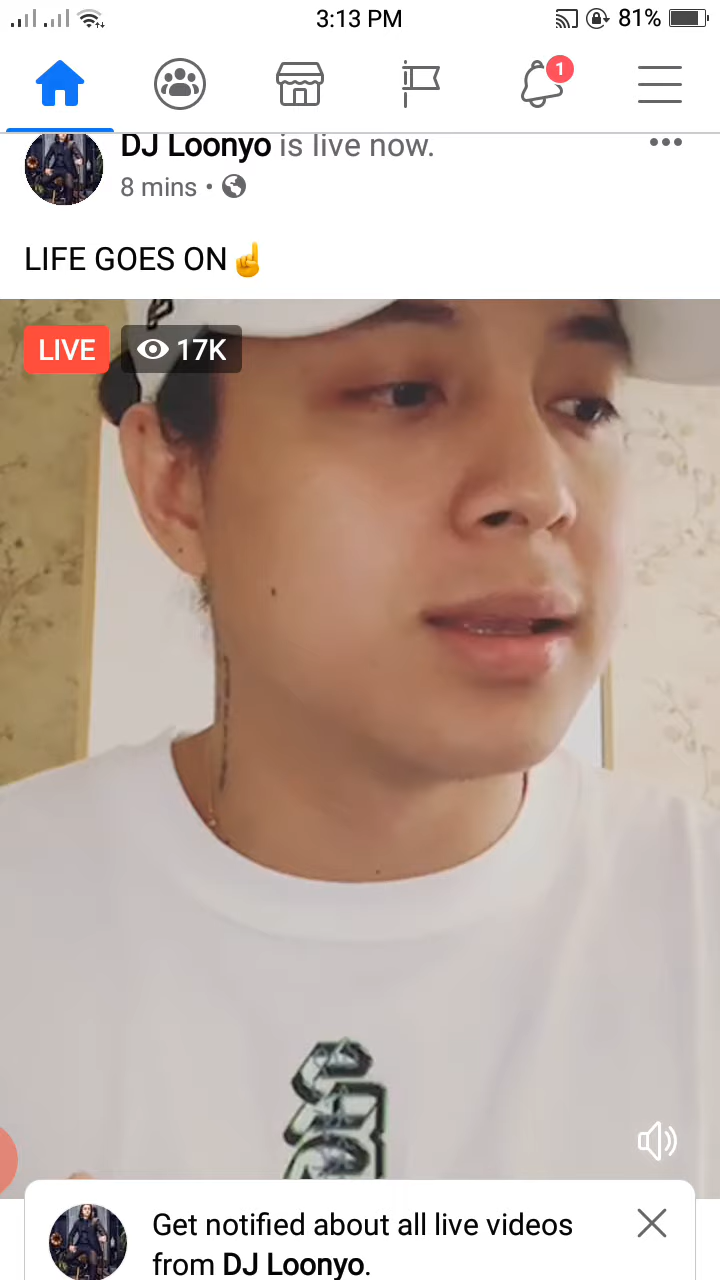 3:13 PM
81%
1
DJ Loonyo is live now.
8 mins •
LIFE GOES ON☝️
LIVE 17K
Get notified about all live videos
from DJ Loonyo.